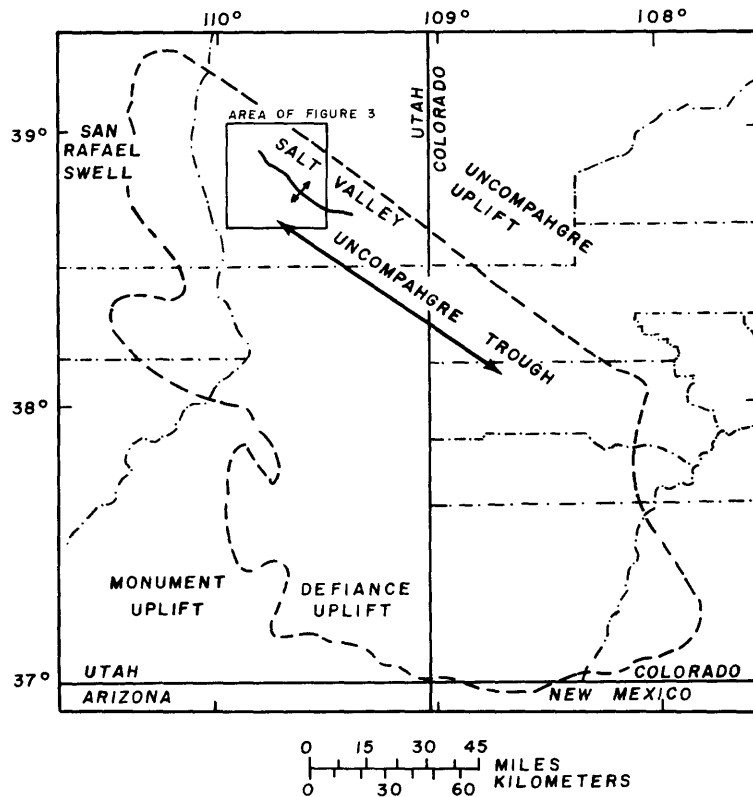 110° 109° 108°
39°
SAN
RAFAEL
SWELL
AREA OF FIGURE 3
UTAH
COLORADO
SALT VALLEY
UNCOMPAHGRE
UPLIFT
UNCOMPAHGRE TROUGH
38°
MONUMENT
UPLIFT
DEFIANCE
UPLIFT
37°
UTAH
ARIZONA
COLORADO
NEW MEXICO
0 15 30 45
MILES
KILOMETERS
0 30 60